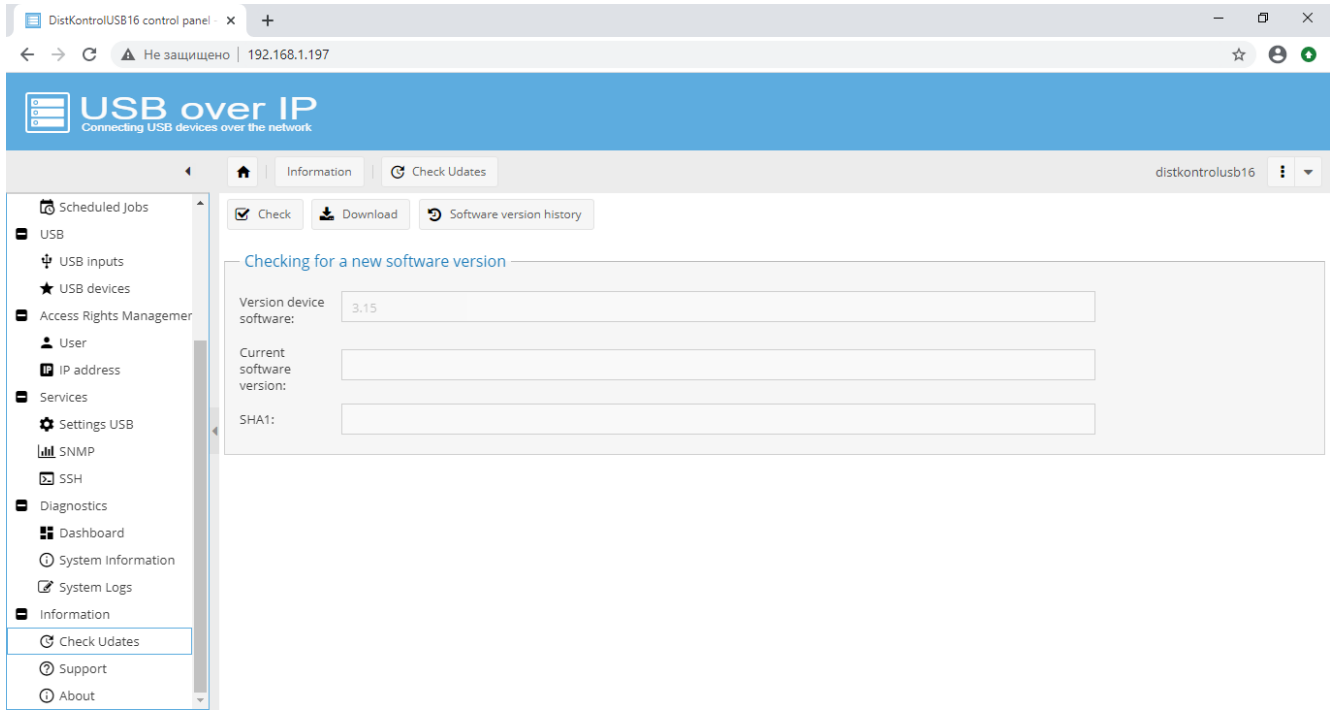 DistKontrolUSB16 control panel -
Не защищено 192.168.1.197
USB over IP
Connecting USB devices over the network
Information Check Udates distkontrolusb16
Scheduled Jobs
USB
USB inputs
USB devices
Access Rights Managemen
User
IP address
Services
Settings USB
SNMP
SSH
Diagnostics
Dashboard
System Information
System Logs
Information
Check Udates
Support
About
Check Download Software version history
Checking for a new software version
Version device
software:
3.15
Current
software
version:
SHA1: